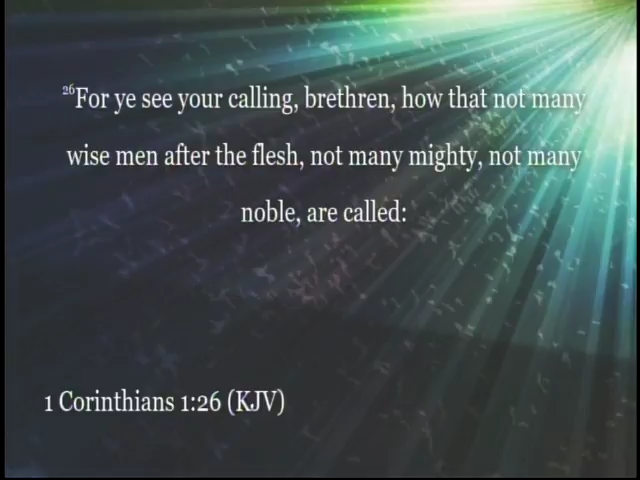 26For ye see your calling, brethren, how that not many
wise men after the flesh, not many mighty, not many
noble, are called:
1 Corinthians 1:26 (KJV)